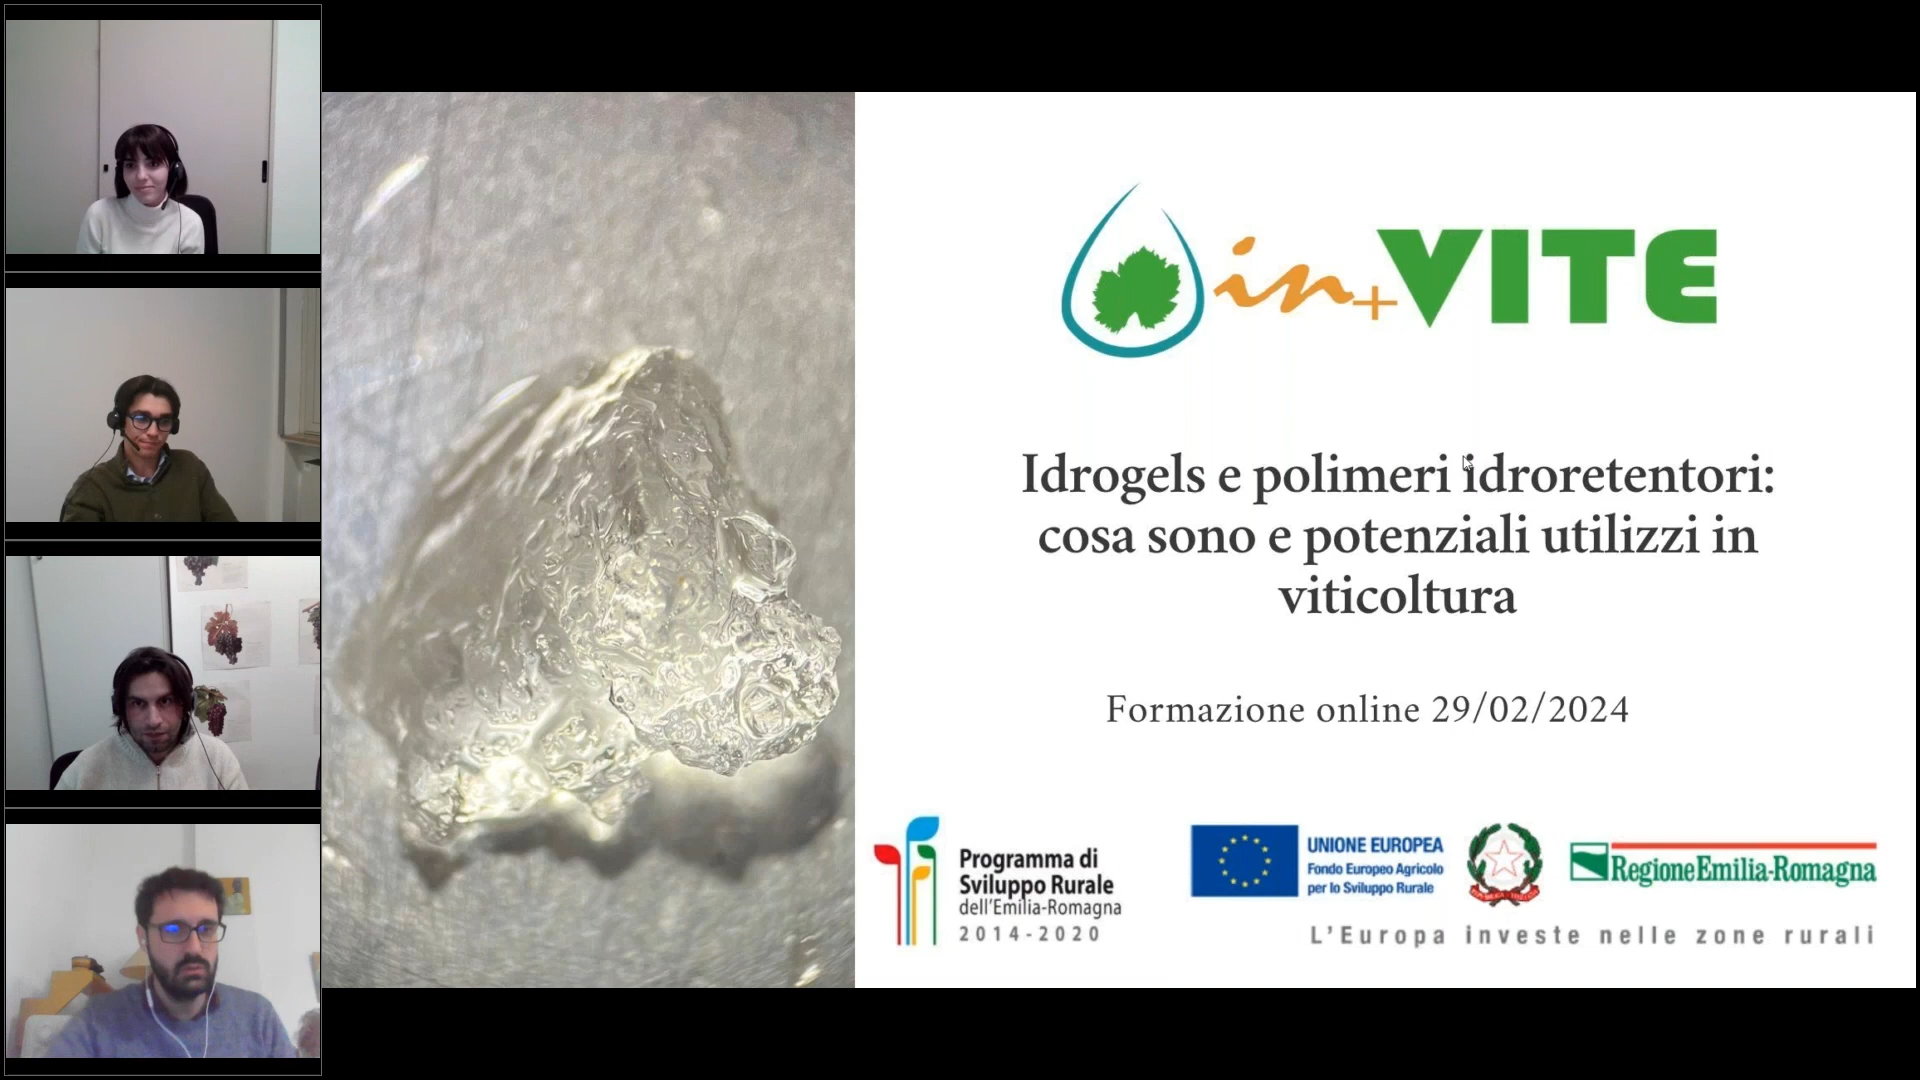 in+VITE
Idrogels e polimeri idroretentori:
cosa sono e potenziali utilizzi in
viticoltura
Formazione online 29/02/2024
Programma di
Sviluppo Rurale
dell'Emilia-Romagna
2014-2020
UNIONE EUROPEA
Fondo Europeo Agricolo
per lo Sviluppo Rurale
RegioneEmilia-Romagna
L'Europa investe nelle zone rurali